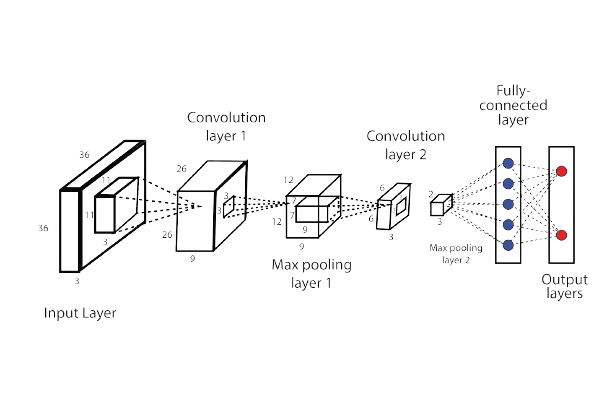 Input Layer
36
36
3
11
11
3
Convolution
layer 1
26
26
9
3
3
12
12
9
7
7
9
Max pooling
layer 1
Convolution
layer 2
6
6
3
2
3
Max pooling
layer 2
Fully-
connected
layer
Output
layers